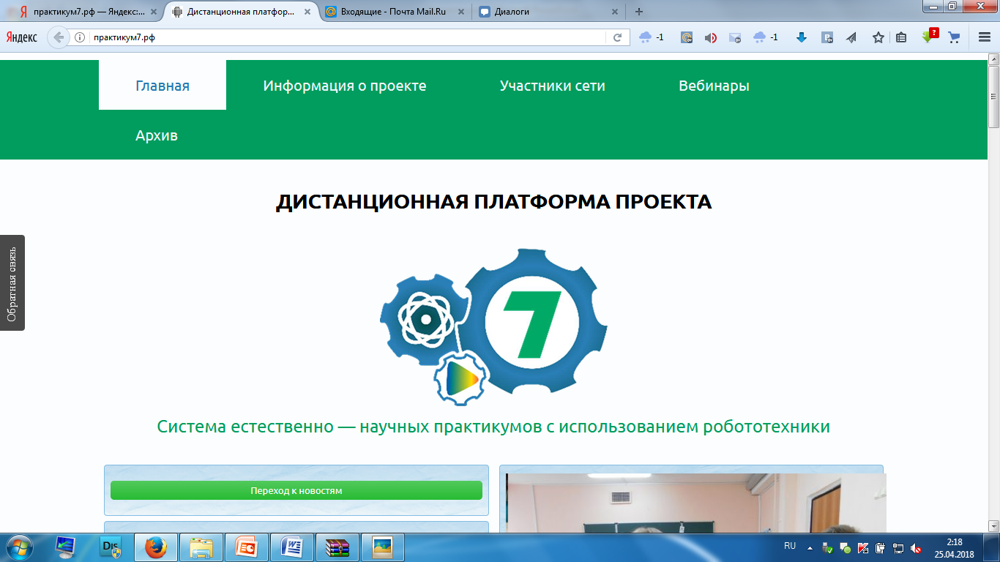 практикум7.рф — Яндекс:...
Дистанционная платфор...
Входящие - Почта Mail.Ru
Диалоги
Яндекс
практикум7.рф
-1
-1
?
Главная
Информация о проекте
Участники сети
Вебинары
Архив
ДИСТАНЦИОННАЯ ПЛАТФОРМА ПРОЕКТА
Обратная связь
7
Система естественно — научных практикумов с использованием робототехники
Переход к новостям
Dis
RU
2:18
25.04.2018